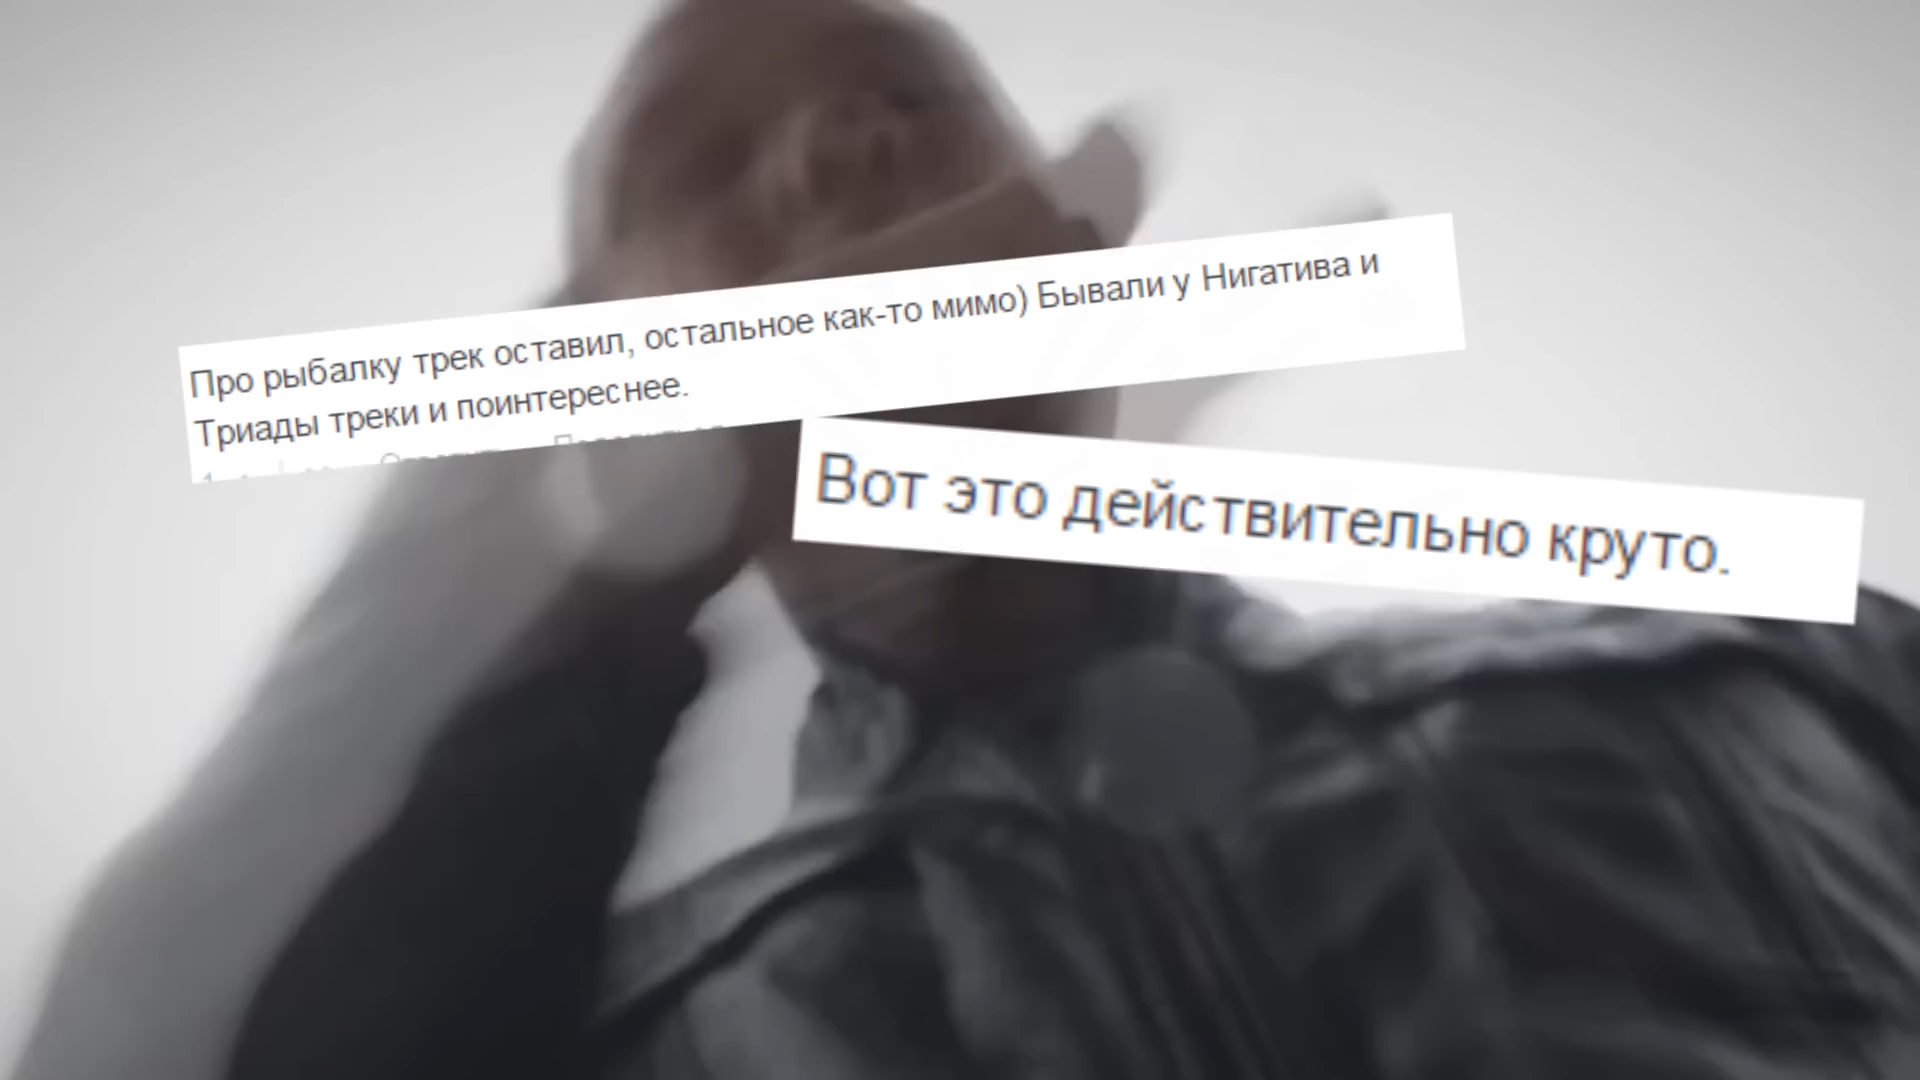 Про рыбалку трек оставил, остальное как-то мимо) Бывали у Нигатива и
Триады треки и поинтереснее.
Вот это действительно круто.